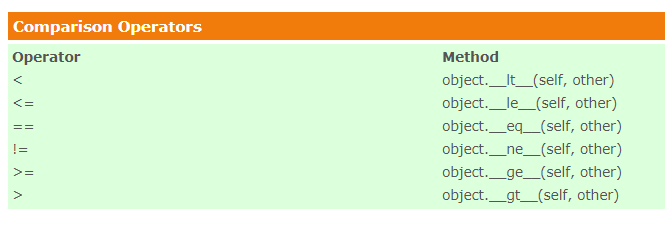 Comparison Operators
Operator Method
< object.__lt__(self, other)
<= object.__le__(self, other)
== object.__eq__(self, other)
!= object.__ne__(self, other)
>= object.__ge__(self, other)
> object.__gt__(self, other)